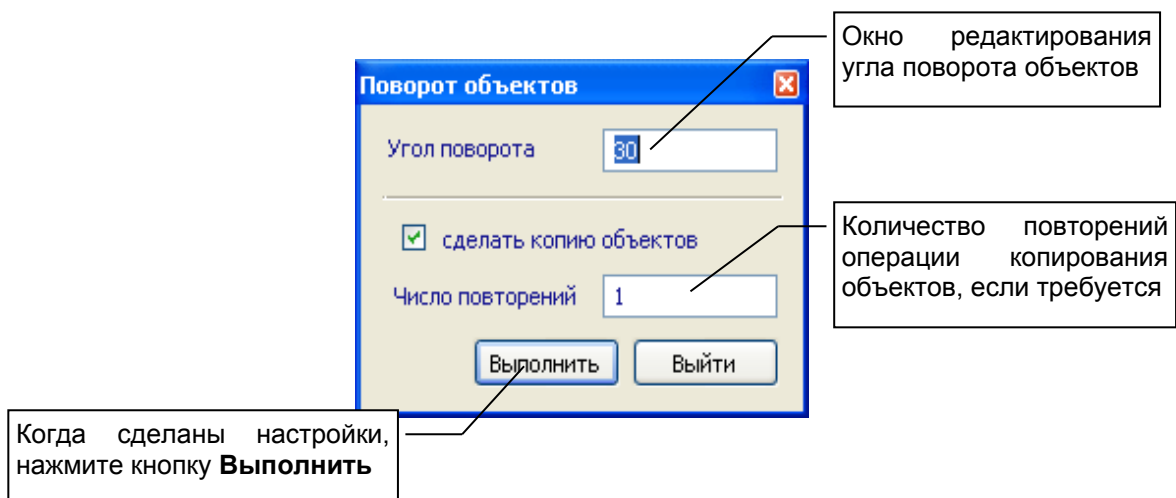 Окно редактирования
угла поворота объектов
Поворот объектов
Угол поворота 30
сделать копию объектов
Количество повторений
операции копирования
объектов, если требуется
Число повторений 1
Выполнить Выйти
Когда сделаны настройки,
нажмите кнопку Выполнить